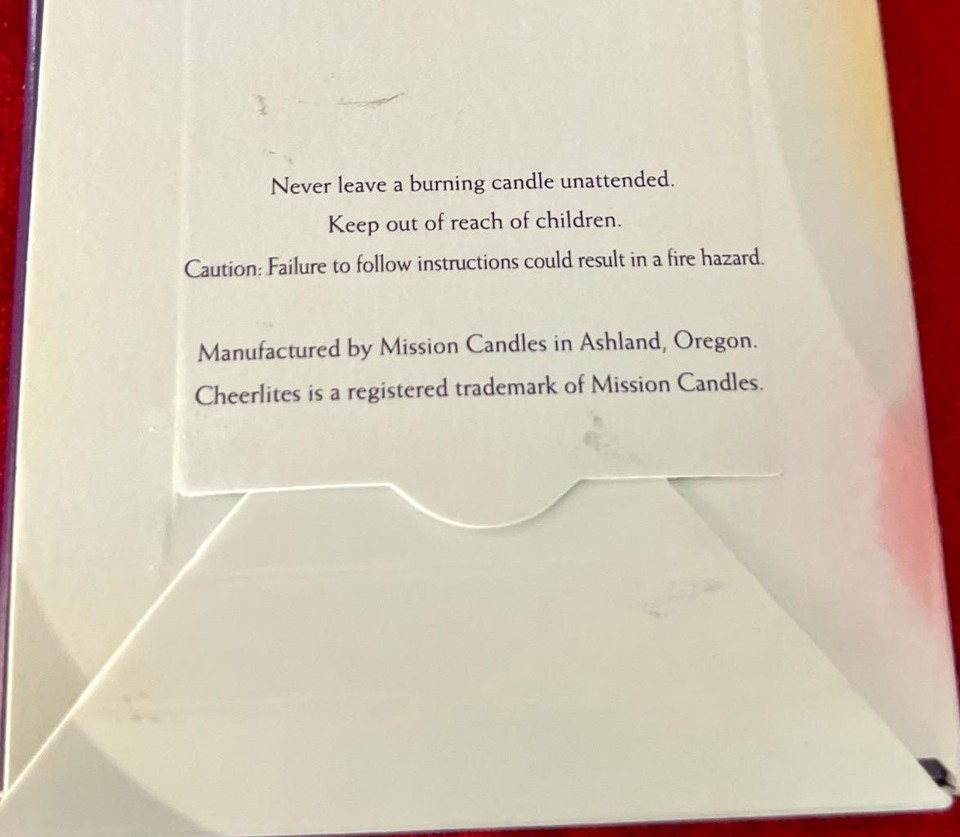 Never leave a burning candle unattended.
Keep out of reach of children.
Caution: Failure to follow instructions could result in a fire hazard.
Manufactured by Mission Candles in Ashland, Oregon.
Cheerlites is a registered trademark of Mission Candles.